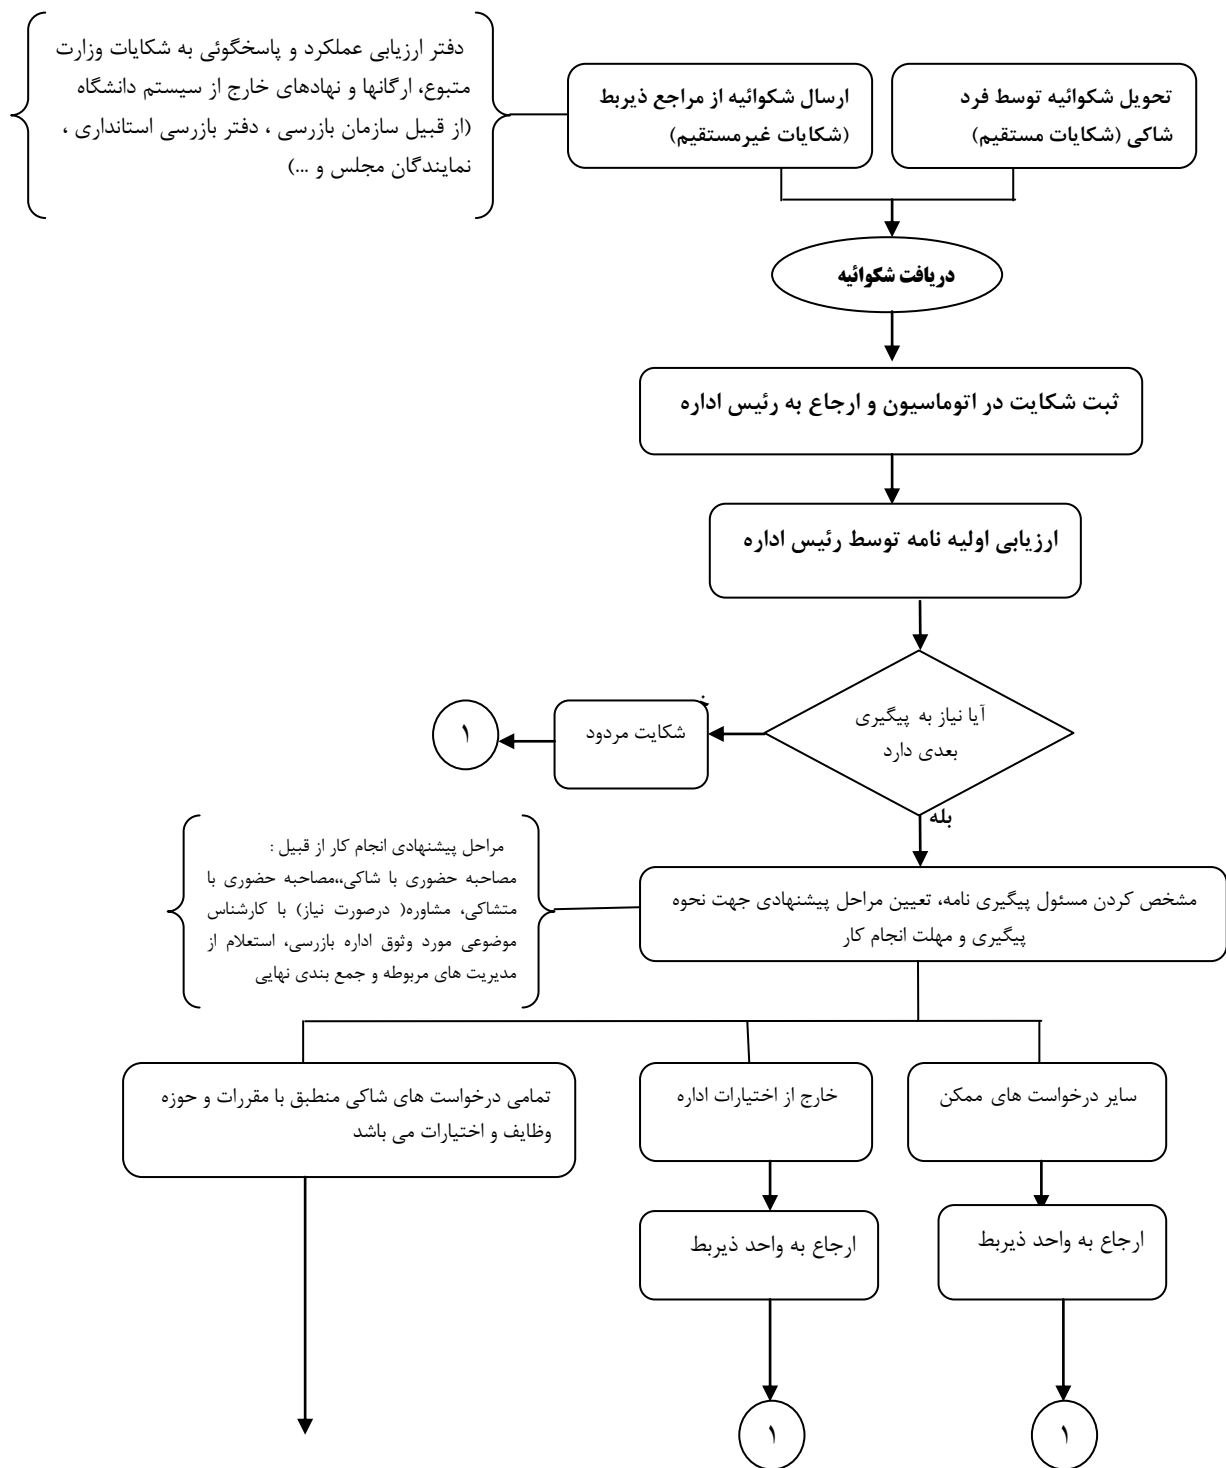 تحویل شکوائیه توسط فرد
شاکی (شکایات مستقیم)
ارسال شکوائیه از مراجع ذیربط
(شکایات غیرمستقیم)
دفتر ارزیابی عملکرد و پاسخگوئی به شکایات وزارت
متبوع، ارگانها و نهادهای خارج از سیستم دانشگاه
(از قبیل سازمان بازرسی ، دفتر بازرسی استانداری ،
نمایندگان مجلس و ...)
دریافت شکوائیه
ثبت شکایت در اتوماسیون و ارجاع به رئیس اداره
ارزیابی اولیه نامه توسط رئیس اداره
آیا نیاز به پیگیری
بعدی دارد
شکایت مردود
۱
بله
مشخص کردن مسئول پیگیری نامه، تعیین مراحل پیشنهادی جهت نحوه
پیگیری و مهلت انجام کار
مراحل پیشنهادی انجام کار از قبیل :
مصاحبه حضوری با شاکی،،مصاحبه حضوری با
متشاکی، مشاوره( درصورت نیاز) با کارشناس
موضوعی مورد وثوق اداره بازرسی، استعلام از
مدیریت های مربوطه و جمع بندی نهایی
سایر درخواست های ممکن
خارج از اختیارات اداره
تمامی درخواست های شاکی منطبق با مقررات و حوزه
وظایف و اختیارات می باشد
ارجاع به واحد ذیربط
ارجاع به واحد ذیربط
۱
۱